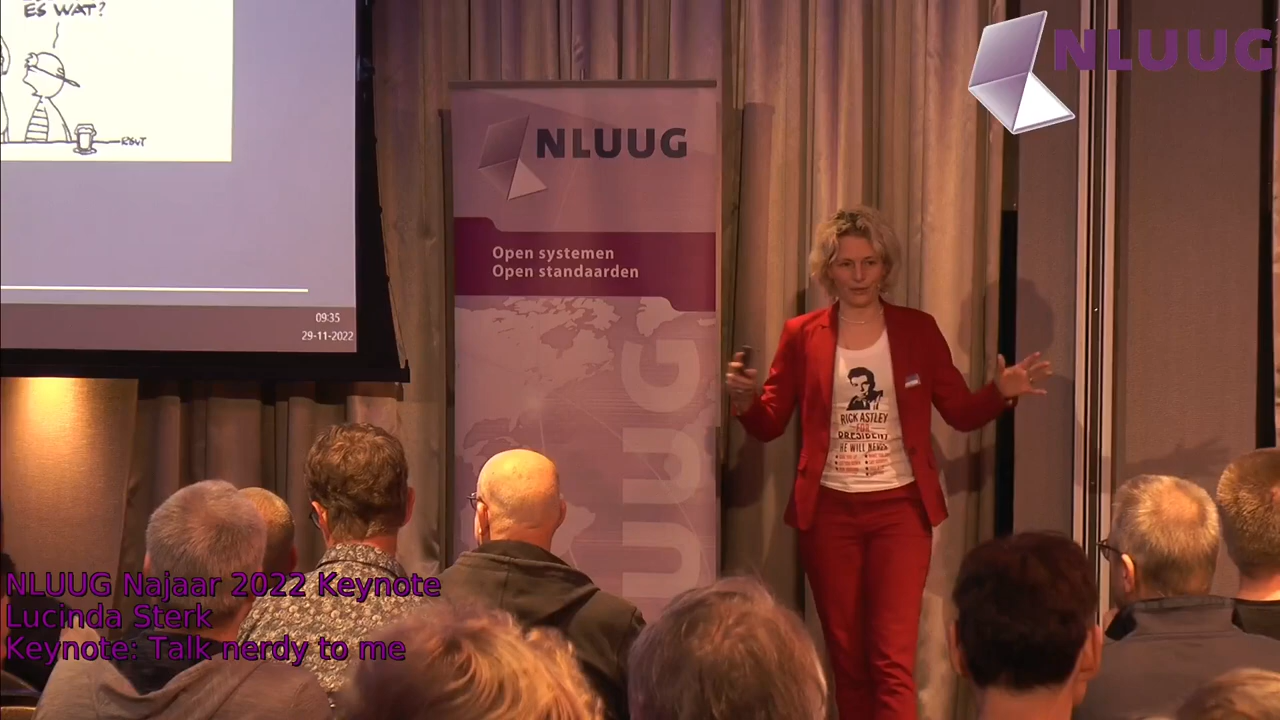 ES WAT?
09:35
29-11-2022
NLUUG
Open systemen
Open standaarden
NLUUG
NLUUG
RICK ASTLEY
FOR
PRESIDENT
HE WILL NEVER
NLUUG Najaar 2022 Keynote
Lucinda Sterk
Keynote: Talk nerdy to me